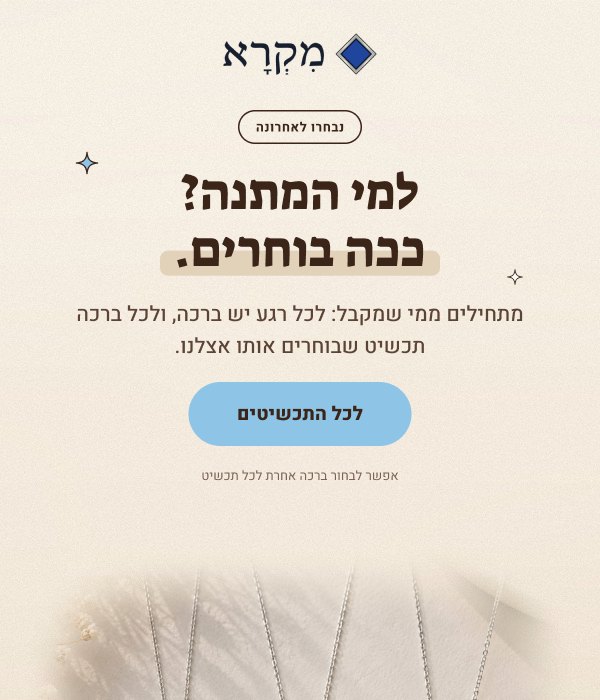 מִקְרָא
נבחרו לאחרונה
למי המתנה?
ככה בוחרים.
מתחילים ממי שמקבל: לכל רגע יש ברכה, ולכל ברכה
תכשיט שבוחרים אותו אצלנו.
לכל התכשיטים
אפשר לבחור ברכה אחרת לכל תכשיט